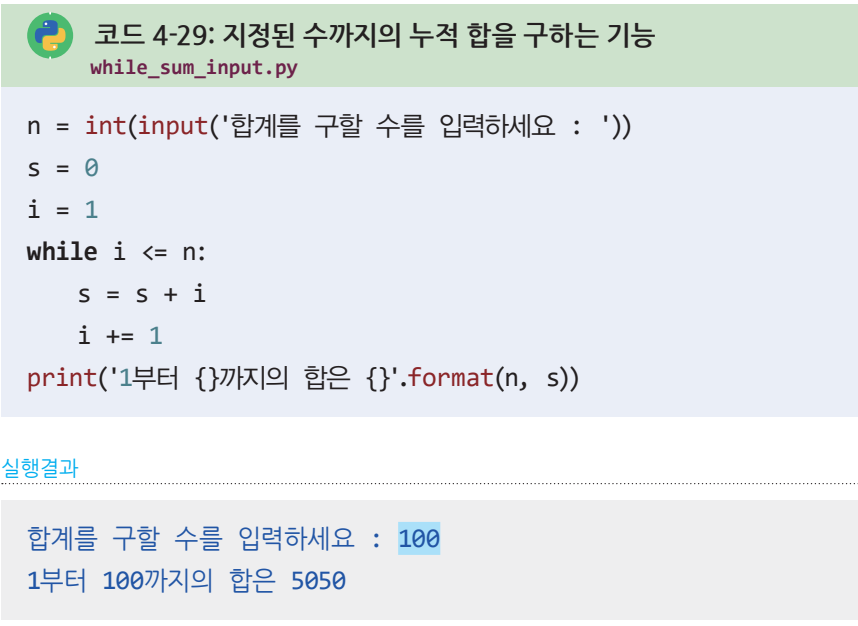 코드 4-29: 지정된 수까지의 누적 합을 구하는 기능
while_sum_input.py
n = int(input('합계를 구할 수를 입력하세요 : '))
s = 0
i = 1
while i <= n:
    s = s + i
    i += 1
print('1부터 {}까지의 합은 {}'.format(n, s))
실행결과
합계를 구할 수를 입력하세요 : 100
1부터 100까지의 합은 5050